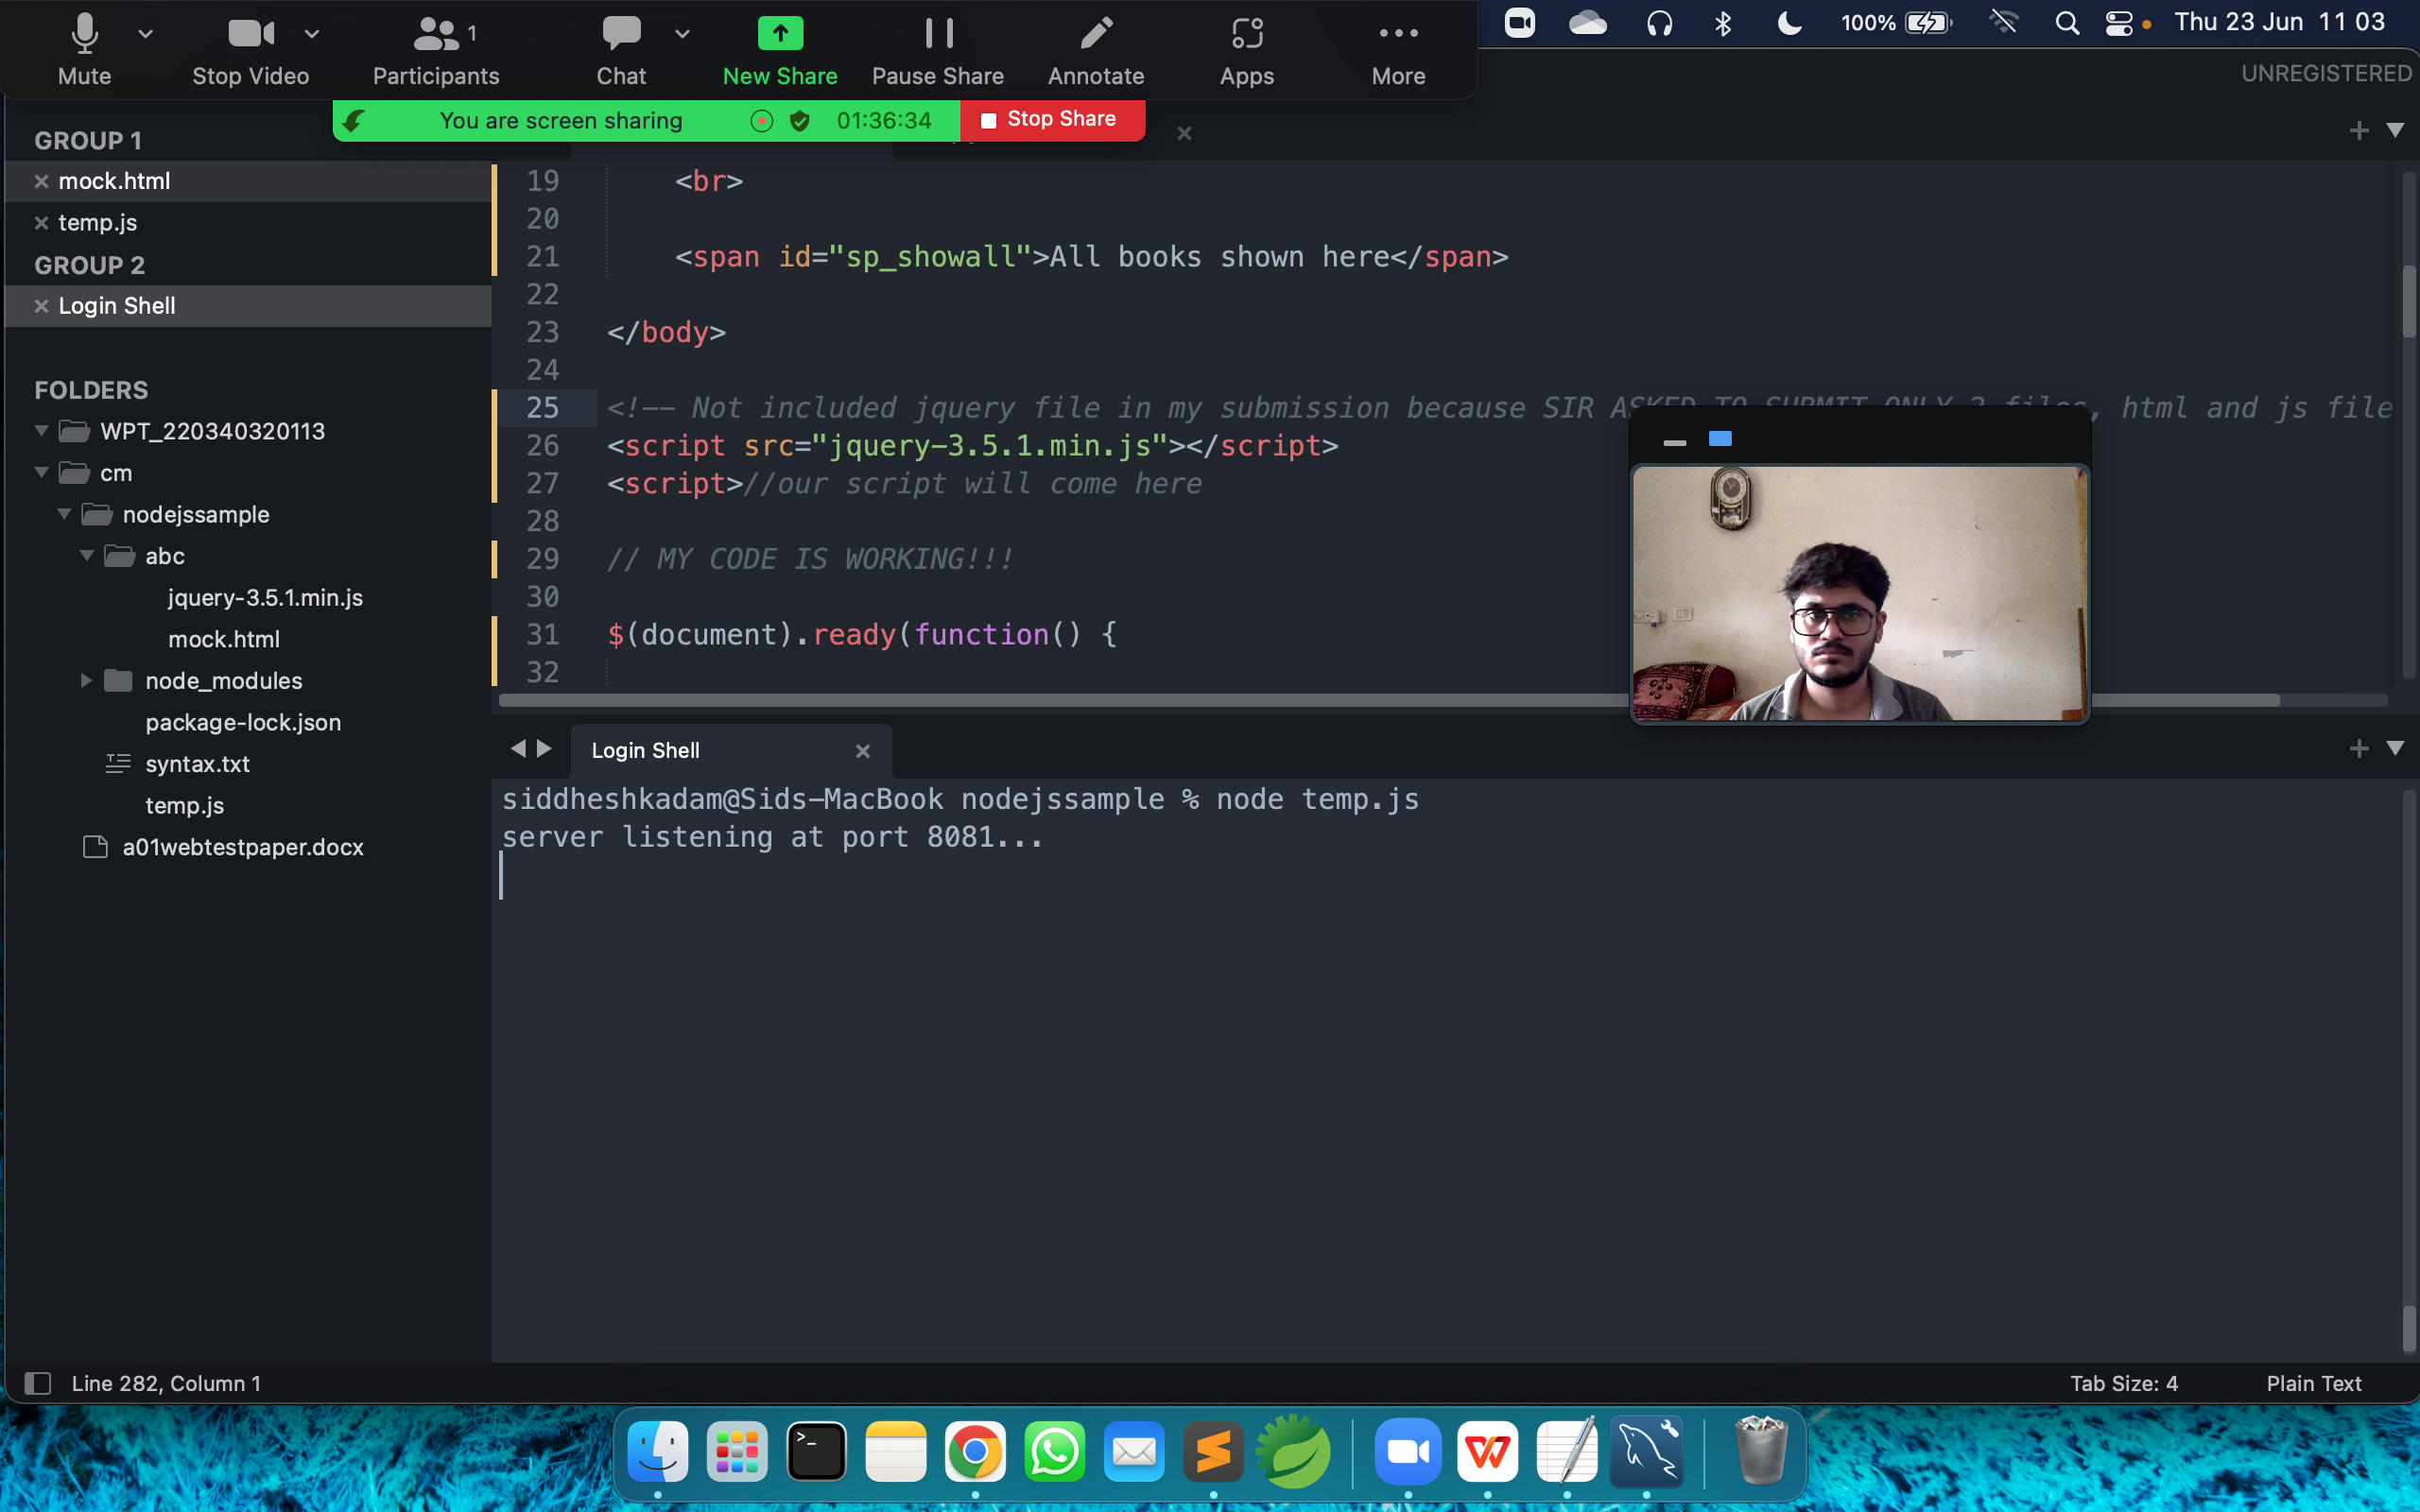 Mute
Stop Video
Participants
1
Chat
New Share
Pause Share
Annotate
Apps
More
100%
Thu 23 Jun 11 03
You are screen sharing
01:36:34
Stop Share
UNREGISTERED
GROUP 1
mock.html
temp.js
GROUP 2
Login Shell
FOLDERS
WPT_220340320113
cm
nodejssample
abc
jquery-3.5.1.min.js
mock.html
node_modules
package-lock.json
syntax.txt
temp.js
a01webtestpaper.docx
19 <br>
20
21 <span id="sp_showall">All books shown here</span>
22
23 </body>
24
25 <!-- Not included jquery file in my submission because SIR ASKED TO SUBMIT ONLY 2 files, html and js file
26 <script src="jquery-3.5.1.min.js"></script>
27 <script>//our script will come here
28
29 // MY CODE IS WORKING!!!
30
31 $(document).ready(function() {
32
Login Shell
siddheshkadam@Sids-MacBook nodejssample % node temp.js
server listening at port 8081...
Line 282, Column 1
Tab Size: 4
Plain Text